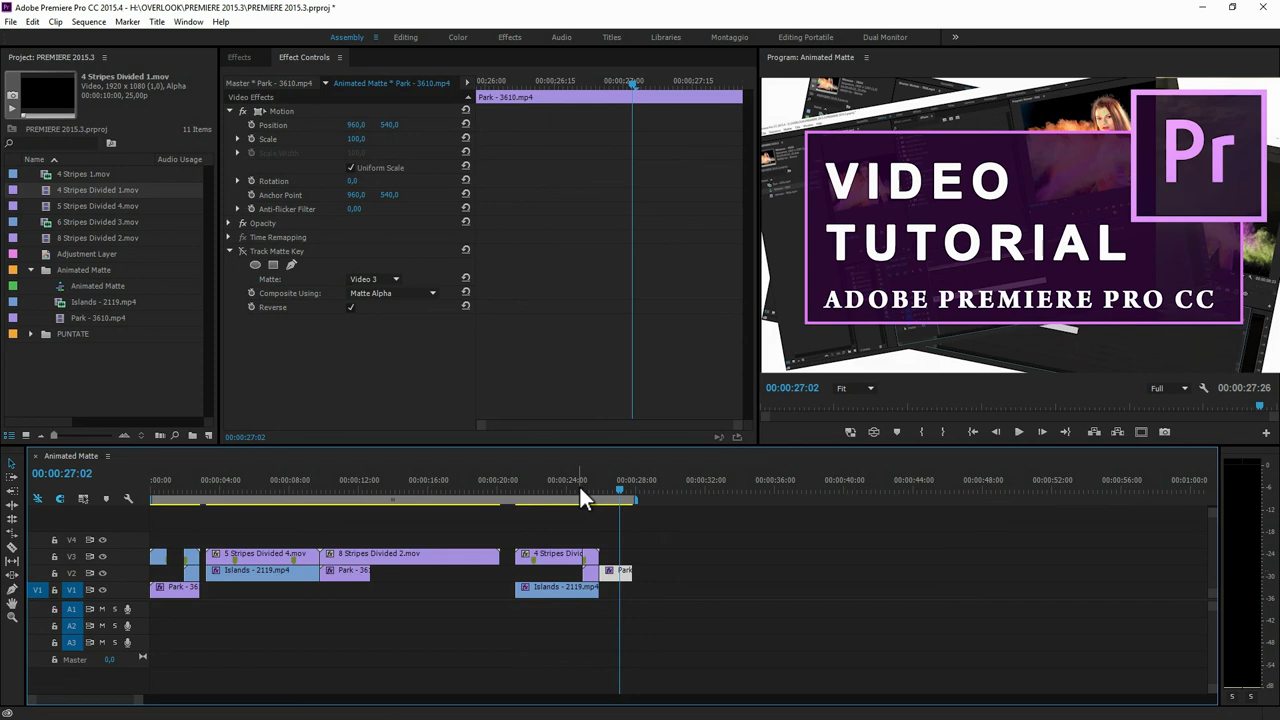 Adobe Premiere Pro CC 2015.4 - H:\OVERLOOK\PREMIERE 2015.3\PREMIERE 2015.3.prproj *
File Edit Clip Sequence Marker Title Window Help
Assembly Editing Color Effects Audio Titles Libraries Montaggio Editing Portatile Dual Monitor
Project: PREMIERE 2015.3
4 Stripes Divided 1.mov
Video, 1920 x 1080 (1,0), Alpha
00:00:10:00, 25,00p
PREMIERE 2015.3.prproj 11 Items
Name Audio Usage
4 Stripes 1.mov
4 Stripes Divided 1.mov
5 Stripes Divided 4.mov
6 Stripes Divided 3.mov
8 Stripes Divided 2.mov
Adjustment Layer
Animated Matte
Animated Matte
Islands - 2119.mp4
Park - 3610.mp4
PUNTATE
Effects Effect Controls
Master * Park - 3610.mp4 Animated Matte * Park - 3610.mp4
Video Effects
Motion
Position 960,0 540,0
Scale 100,0
Scale Width 100,0
Uniform Scale
Rotation 0,0
Anchor Point 960,0 540,0
Anti-flicker Filter 0,00
Opacity
Time Remapping
Track Matte Key
Matte: Video 3
Composite Using: Matte Alpha
Reverse
00:00:27:02
00:26:00 00:00:26:15 00:00:27:00 00:00:27:15
Park - 3610.mp4
Program: Animated Matte
Pr
VIDEO
TUTORIAL
ADOBE PREMIERE PRO CC
00:00:27:02 Fit Full 00:00:27:26
Animated Matte
00:00:27:02
:00:00 00:00:04:00 00:00:08:00 00:00:12:00 00:00:16:00 00:00:20:00 00:00:24:00 00:00:28:00 00:00:32:00 00:00:36:00 00:00:40:00 00:00:44:00 00:00:48:00 00:00:52:00 00:00:56:00 00:01:00:00
V4
V3 5 Stripes Divided 4.mov 8 Stripes Divided 2.mov 4 Stripes Divid
V2 Islands - 2119.mp4 Park - 361 Park
V1 V1 Park - 36 Islands - 2119.mp4
A1 M S
A2 M S
A3 M S
Master 0,0
0
-6
-12
-18
-24
-30
-36
-42
-48
-54
dB
S S